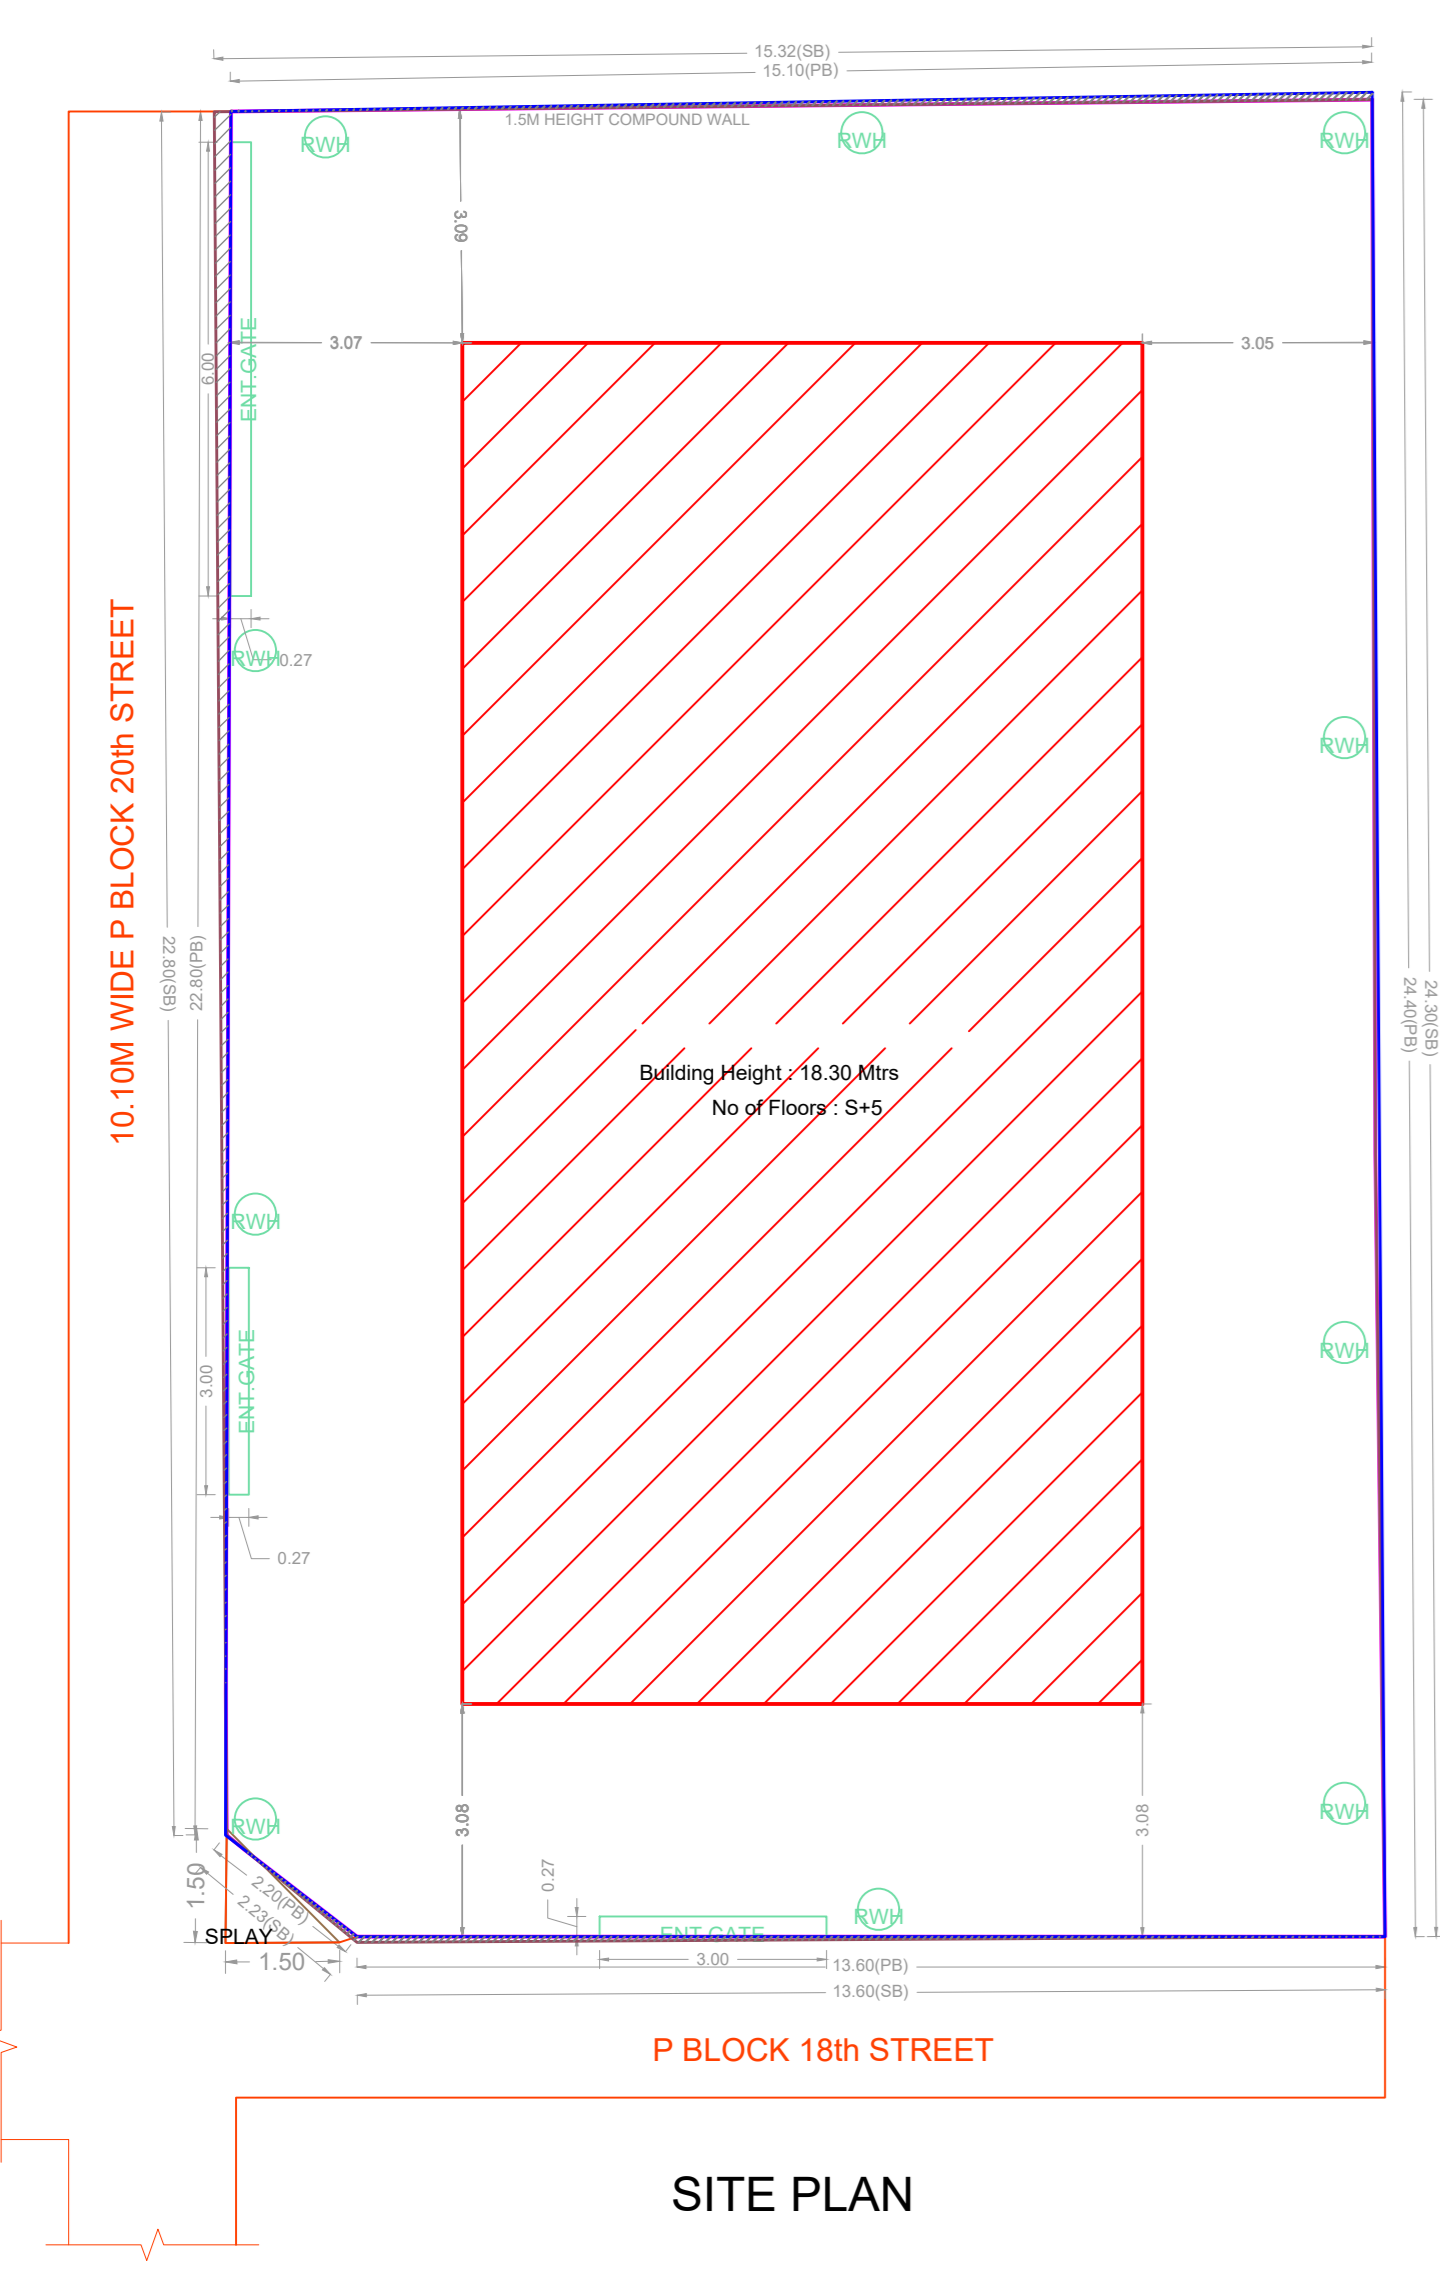 15.32(SB)
15.10(PB)
1.5M HEIGHT COMPOUND WALL
RWH
RWH
RWH
3.09
3.07
3.05
6.00
ENT.GATE
RWH
0.27
RWH
10.10M WIDE P BLOCK 20th STREET
22.80(SB)
22.80(PB)
24.40(PB)
24.30(SB)
Building Height : 18.30 Mtrs
No of Floors : S+5
RWH
3.00
ENT.GATE
RWH
0.27
RWH
RWH
3.08
3.08
1.50
2.20(PB)
2.23(SB)
SPLAY
1.50
0.27
RWH
ENT.GATE
3.00
13.60(PB)
13.60(SB)
P BLOCK 18th STREET
SITE PLAN